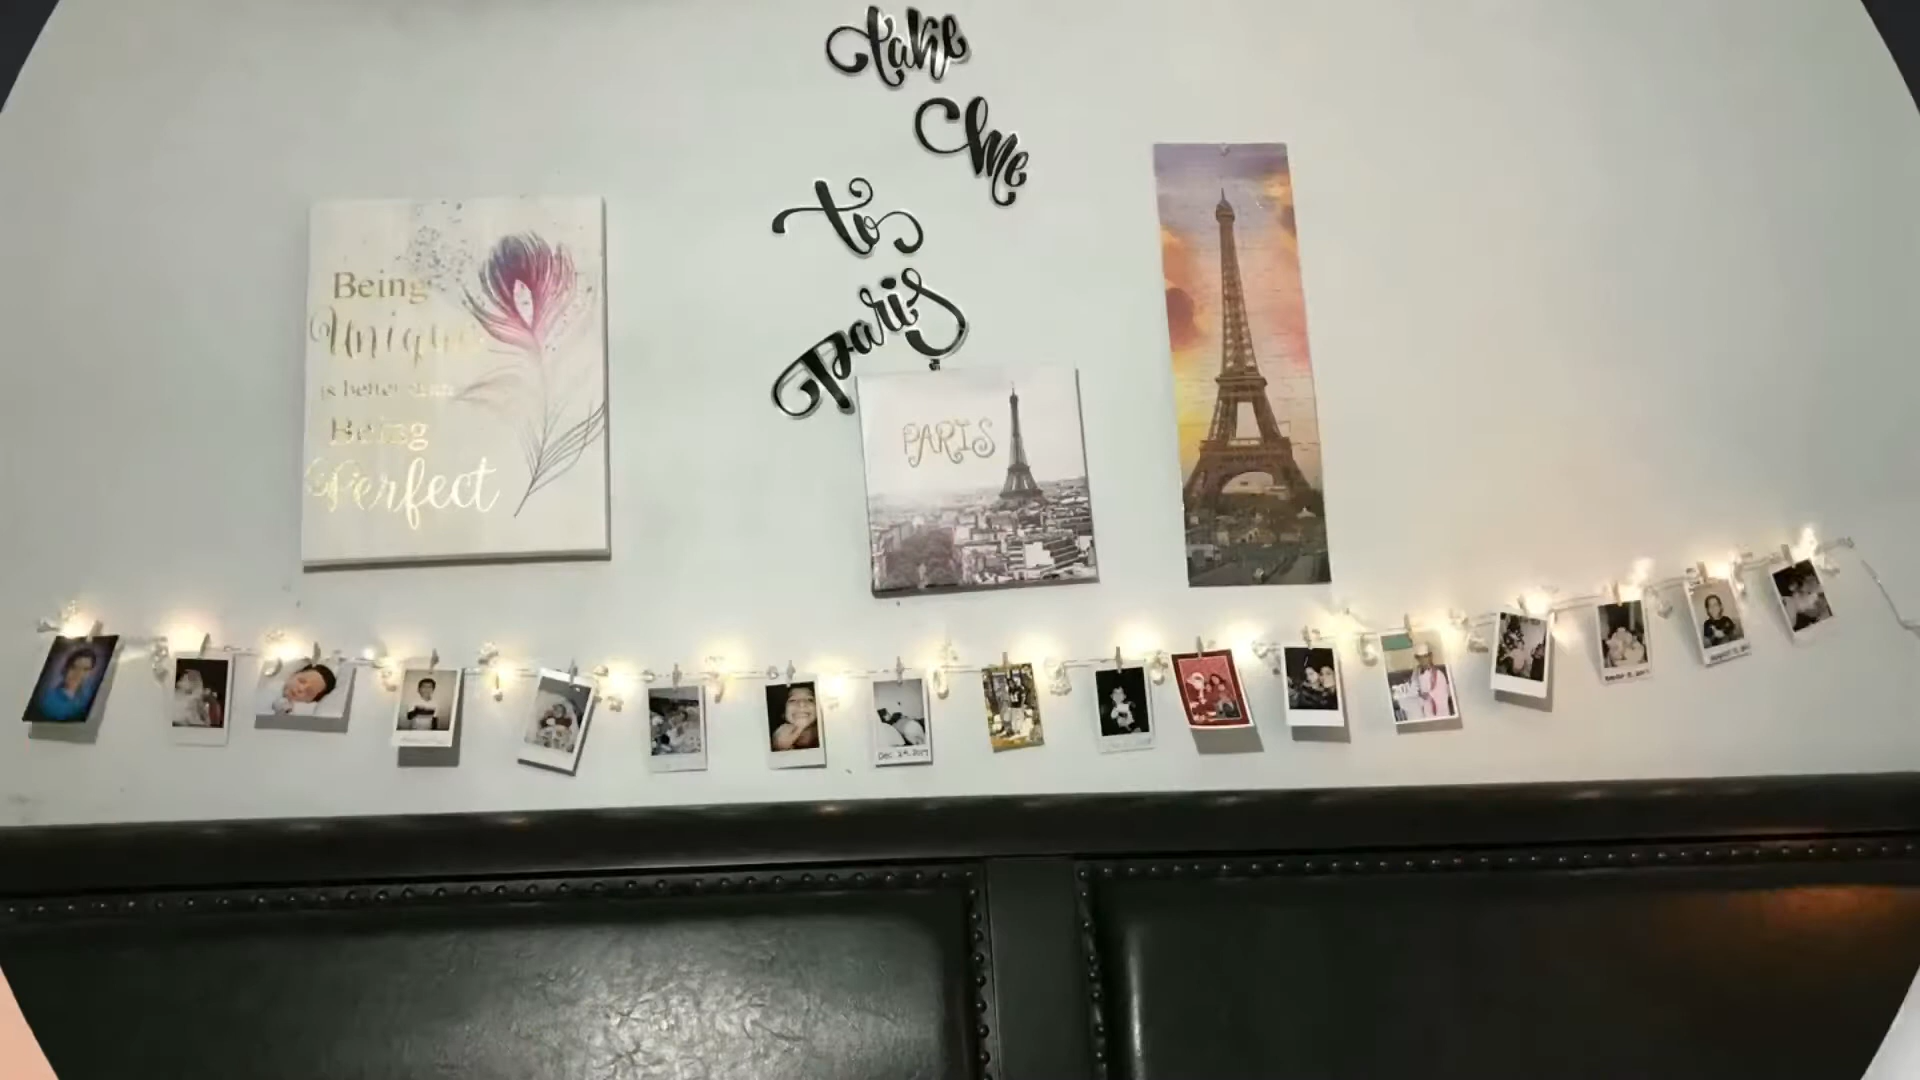 take
me
to
paris
Being
Unique
is better than
Being
Perfect
PARIS
Dec 24, 2017